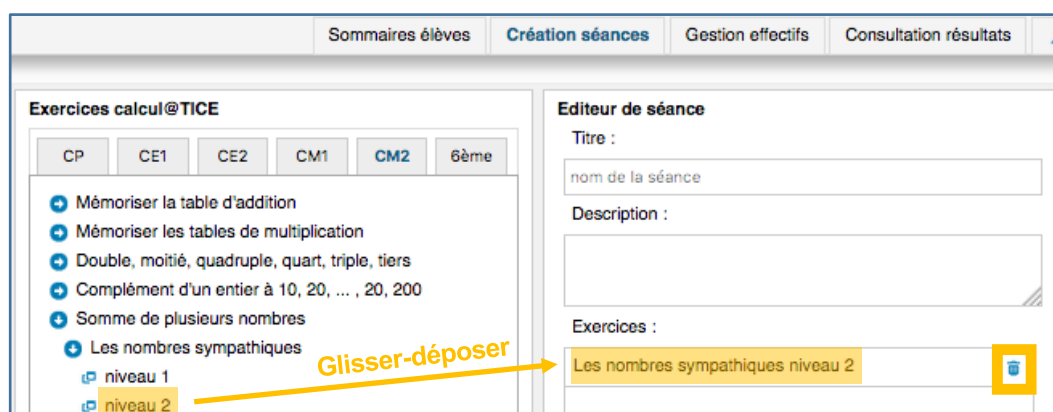 Sommaires élèves Création séances Gestion effectifs Consultation résultats
Exercices calcul@TICE
CP CE1 CE2 CM1 CM2 6ème
Mémoriser la table d'addition
Mémoriser les tables de multiplication
Double, moitié, quadruple, quart, triple, tiers
Complément d'un entier à 10, 20, ... , 20, 200
Somme de plusieurs nombres
Les nombres sympathiques
niveau 1
niveau 2
Glisser-déposer
Editeur de séance
Titre :
nom de la séance
Description :
Exercices :
Les nombres sympathiques niveau 2